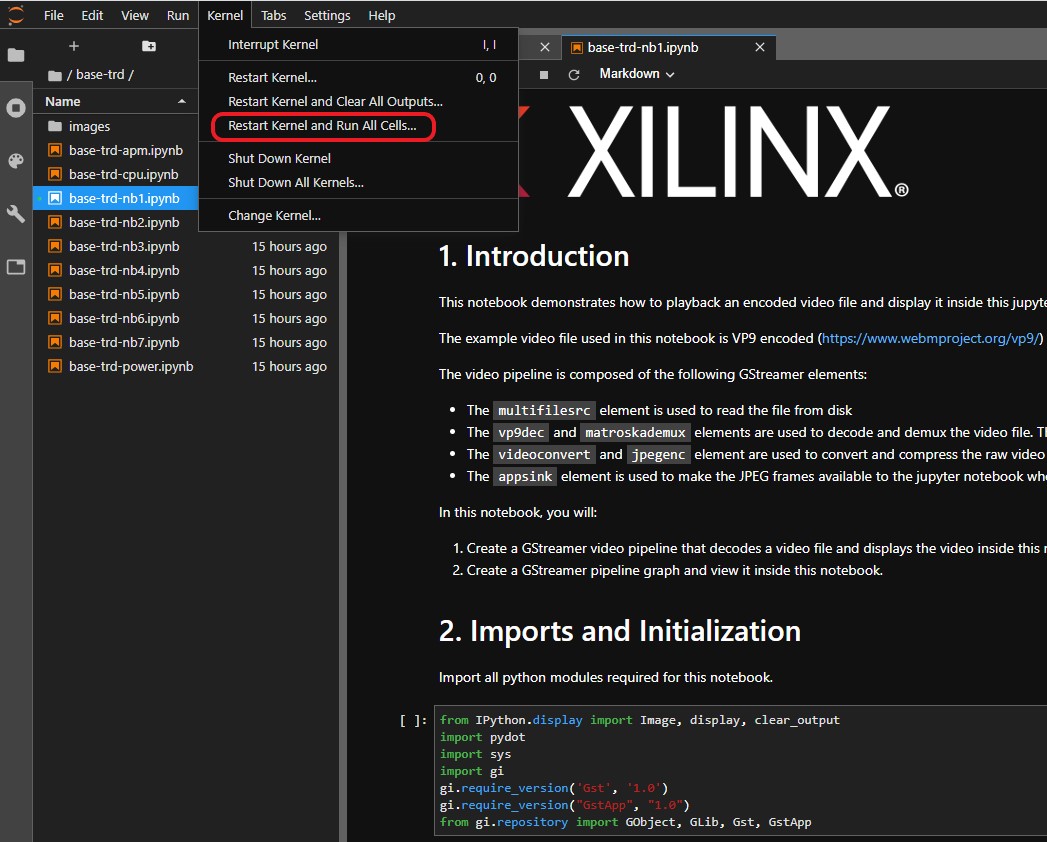 File Edit View Run Kernel Tabs Settings Help
Interrupt Kernel I, I
Restart Kernel... 0, 0
Restart Kernel and Clear All Outputs...
Restart Kernel and Run All Cells...
Shut Down Kernel
Shut Down All Kernels...
Change Kernel...
/ base-trd /
Name
images
base-trd-apm.ipynb
base-trd-cpu.ipynb
base-trd-nb1.ipynb
base-trd-nb2.ipynb
base-trd-nb3.ipynb 15 hours ago
base-trd-nb4.ipynb 15 hours ago
base-trd-nb5.ipynb 15 hours ago
base-trd-nb6.ipynb 15 hours ago
base-trd-nb7.ipynb 15 hours ago
base-trd-power.ipynb 15 hours ago
base-trd-nb1.ipynb
Markdown
XILINX®
1. Introduction
This notebook demonstrates how to playback an encoded video file and display it inside this jupyte
The example video file used in this notebook is VP9 encoded (https://www.webmproject.org/vp9/)
The video pipeline is composed of the following GStreamer elements:
• The multifilesrc element is used to read the file from disk
• The vp9dec and matroskademux elements are used to decode and demux the video file. Th
• The videoconvert and jpegenc element are used to convert and compress the raw video
• The appsink element is used to make the JPEG frames available to the jupyter notebook whe
In this notebook, you will:
1. Create a GStreamer video pipeline that decodes a video file and displays the video inside this n
2. Create a GStreamer pipeline graph and view it inside this notebook.
2. Imports and Initialization
Import all python modules required for this notebook.
[ ]: from IPython.display import Image, display, clear_output
import pydot
import sys
import gi
gi.require_version('Gst', '1.0')
gi.require_version("GstApp", "1.0")
from gi.repository import GObject, GLib, Gst, GstApp